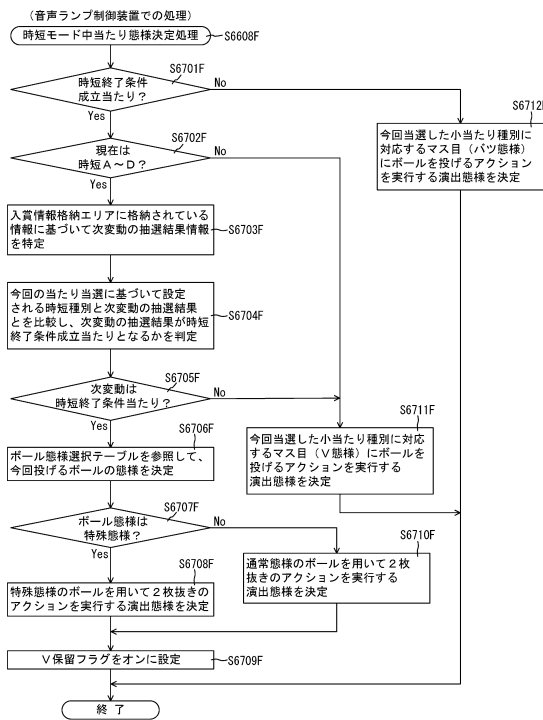 （音声ランプ制御装置での処理）
時短モード中当たり態様決定処理
S6608F
S6701F
時短終了条件
成立当たり？
No
Yes
S6712F
今回当選した小当たり種別に
対応するマス目（バツ態様）
にボールを投げるアクション
を実行する演出態様を決定
S6702F
現在は
時短Ａ～Ｄ？
No
Yes
入賞情報格納エリアに格納されている
情報に基づいて次変動の抽選結果情報
を特定
S6703F
今回の当たり当選に基づいて設定
される時短種別と次変動の抽選結果
とを比較し、次変動の抽選結果が時短
終了条件成立当たりとなるかを判定
S6704F
S6705F
次変動は
時短終了条件当たり？
No
Yes
S6711F
今回当選した小当たり種別に対応
するマス目（Ｖ態様）にボールを
投げるアクションを実行する
演出態様を決定
S6706F
ボール態様選択テーブルを参照して、
今回投げるボールの態様を決定
S6707F
ボール態様は
特殊態様？
No
Yes
S6710F
通常態様のボールを用いて２枚
抜きのアクションを実行する
演出態様を決定
S6708F
特殊態様のボールを用いて２枚抜きの
アクションを実行する演出態様を決定
Ｖ保留フラグをオンに設定
S6709F
終 了